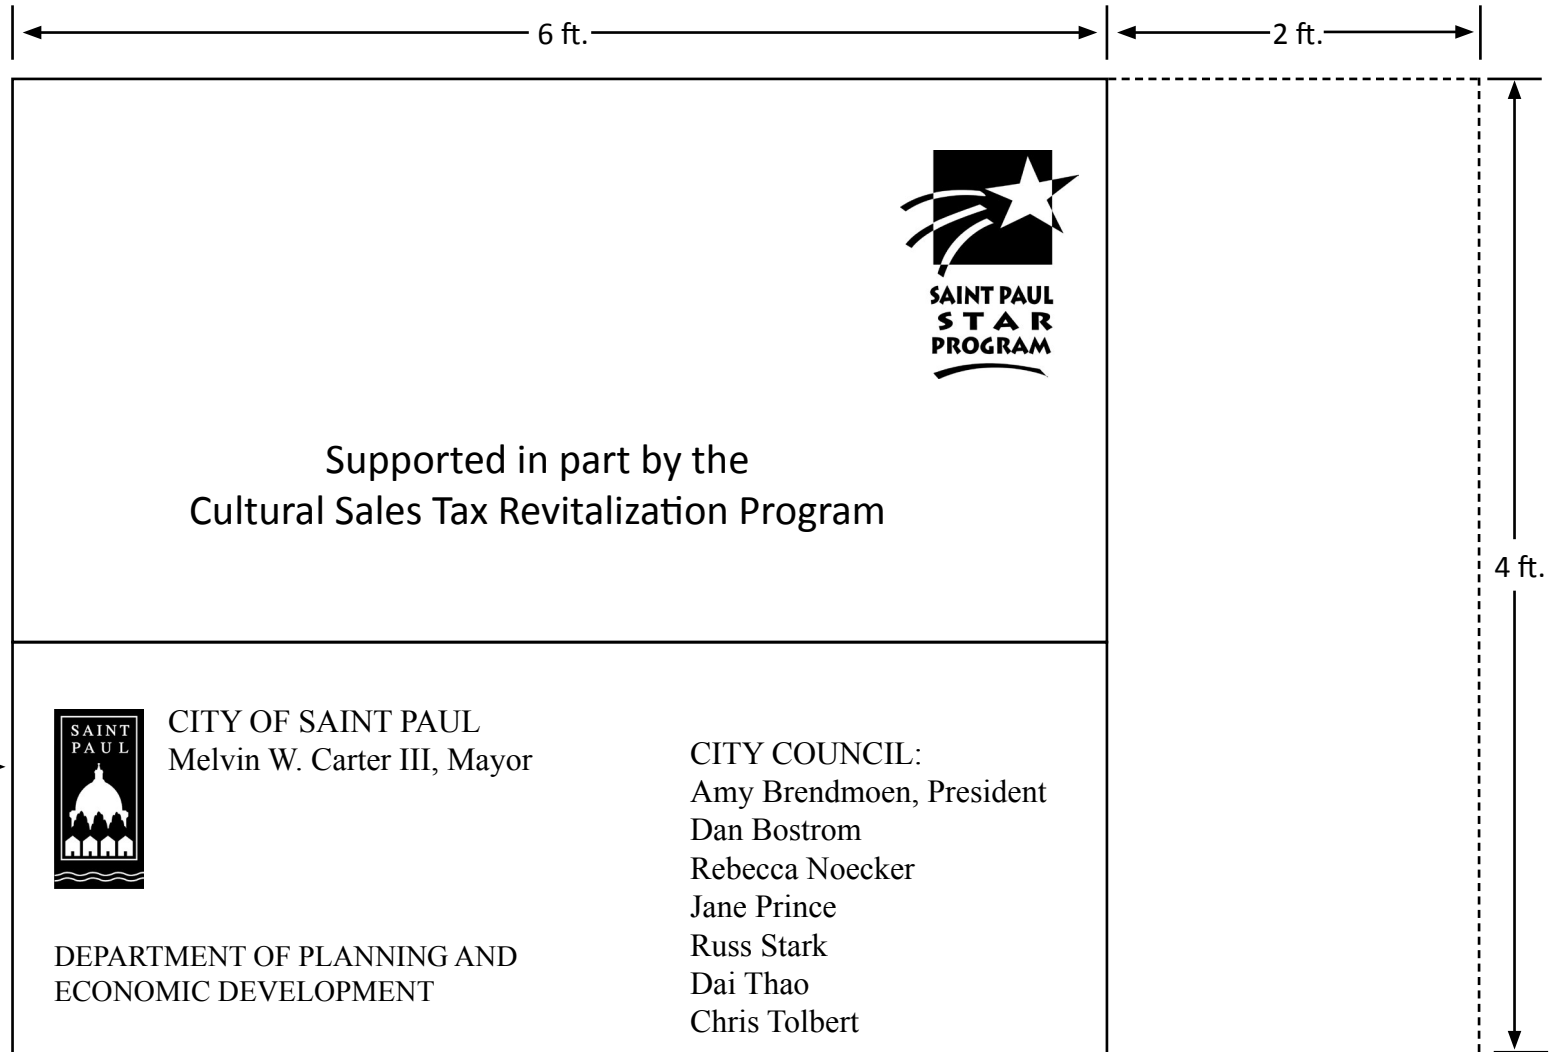 6 ft.
2 ft.
SAINT PAUL
STAR
PROGRAM
Supported in part by the
Cultural Sales Tax Revitalization Program
4 ft.
SAINT
PAUL
CITY OF SAINT PAUL
Melvin W. Carter III, Mayor
DEPARTMENT OF PLANNING AND
ECONOMIC DEVELOPMENT
CITY COUNCIL:
Amy Brendmoen, President
Dan Bostrom
Rebecca Noecker
Jane Prince
Russ Stark
Dai Thao
Chris Tolbert